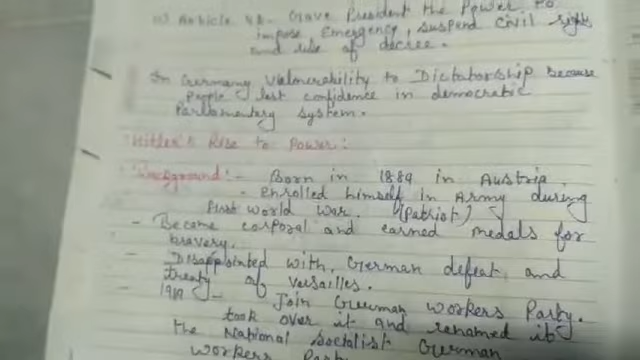 Article 48 - Gave President the Power to
impose Emergency, suspend civil rights
and rule of decree.
In Germany Vulnerability to Dictatorship because
people lost confidence in democratic
Parliamentary system.
Hitler's Rise to Power:
Background:- Born in 1889 in Austria
- enrolled himself in Army during
First World War. (Patriot)
- Became corporal and earned medals for
bravery.
- Disappointed with German defeat and
treaty of Versailles.
- Join German Workers Party.
took over it and renamed it
the National Socialist German
Workers Party